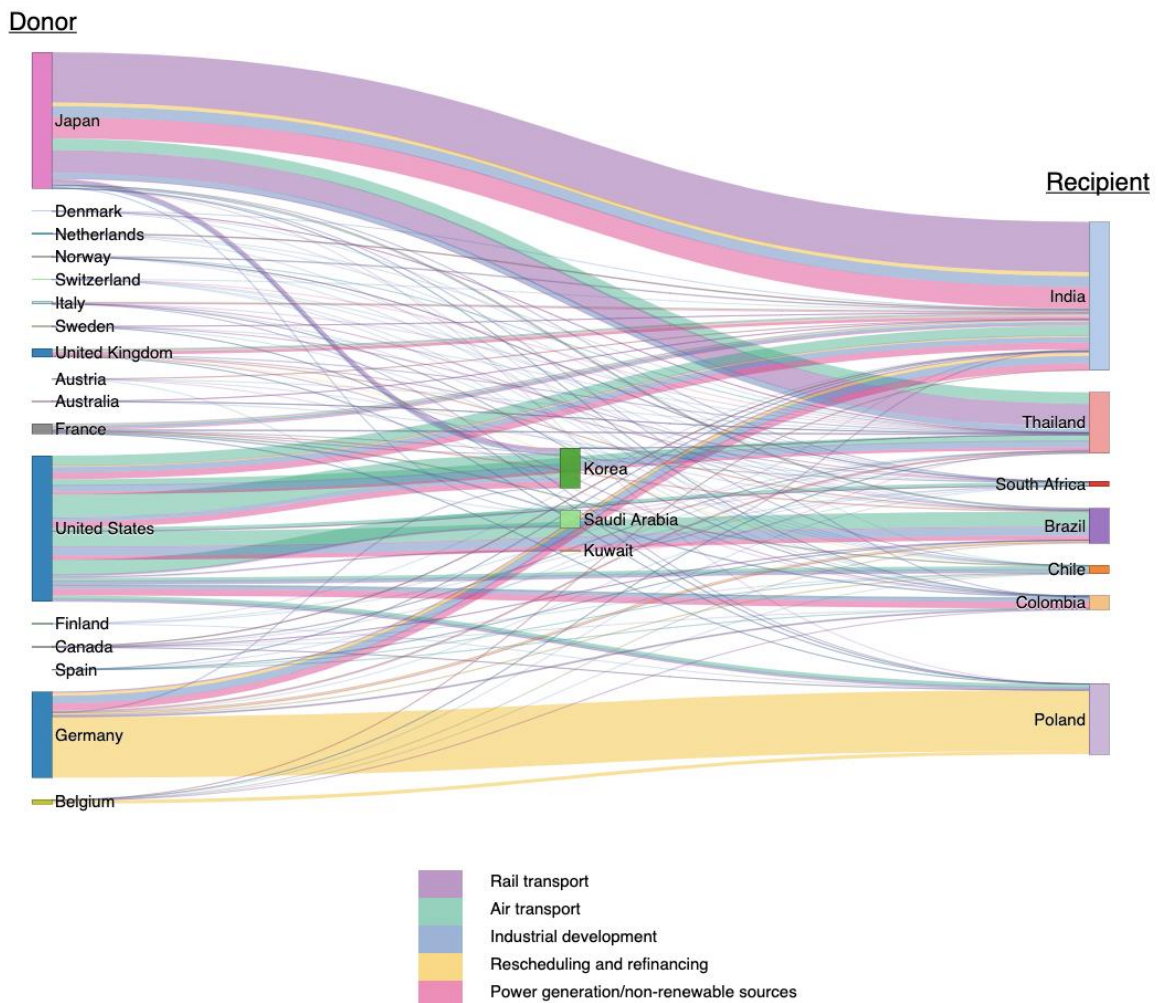 Donor
Japan
Denmark
Netherlands
Norway
Switzerland
Italy
Sweden
United Kingdom
Austria
Australia
France
United States
Finland
Canada
Spain
Germany
Belgium
Korea
Saudi Arabia
Kuwait
Recipient
India
Thailand
South Africa
Brazil
Chile
Colombia
Poland
Rail transport
Air transport
Industrial development
Rescheduling and refinancing
Power generation/non-renewable sources